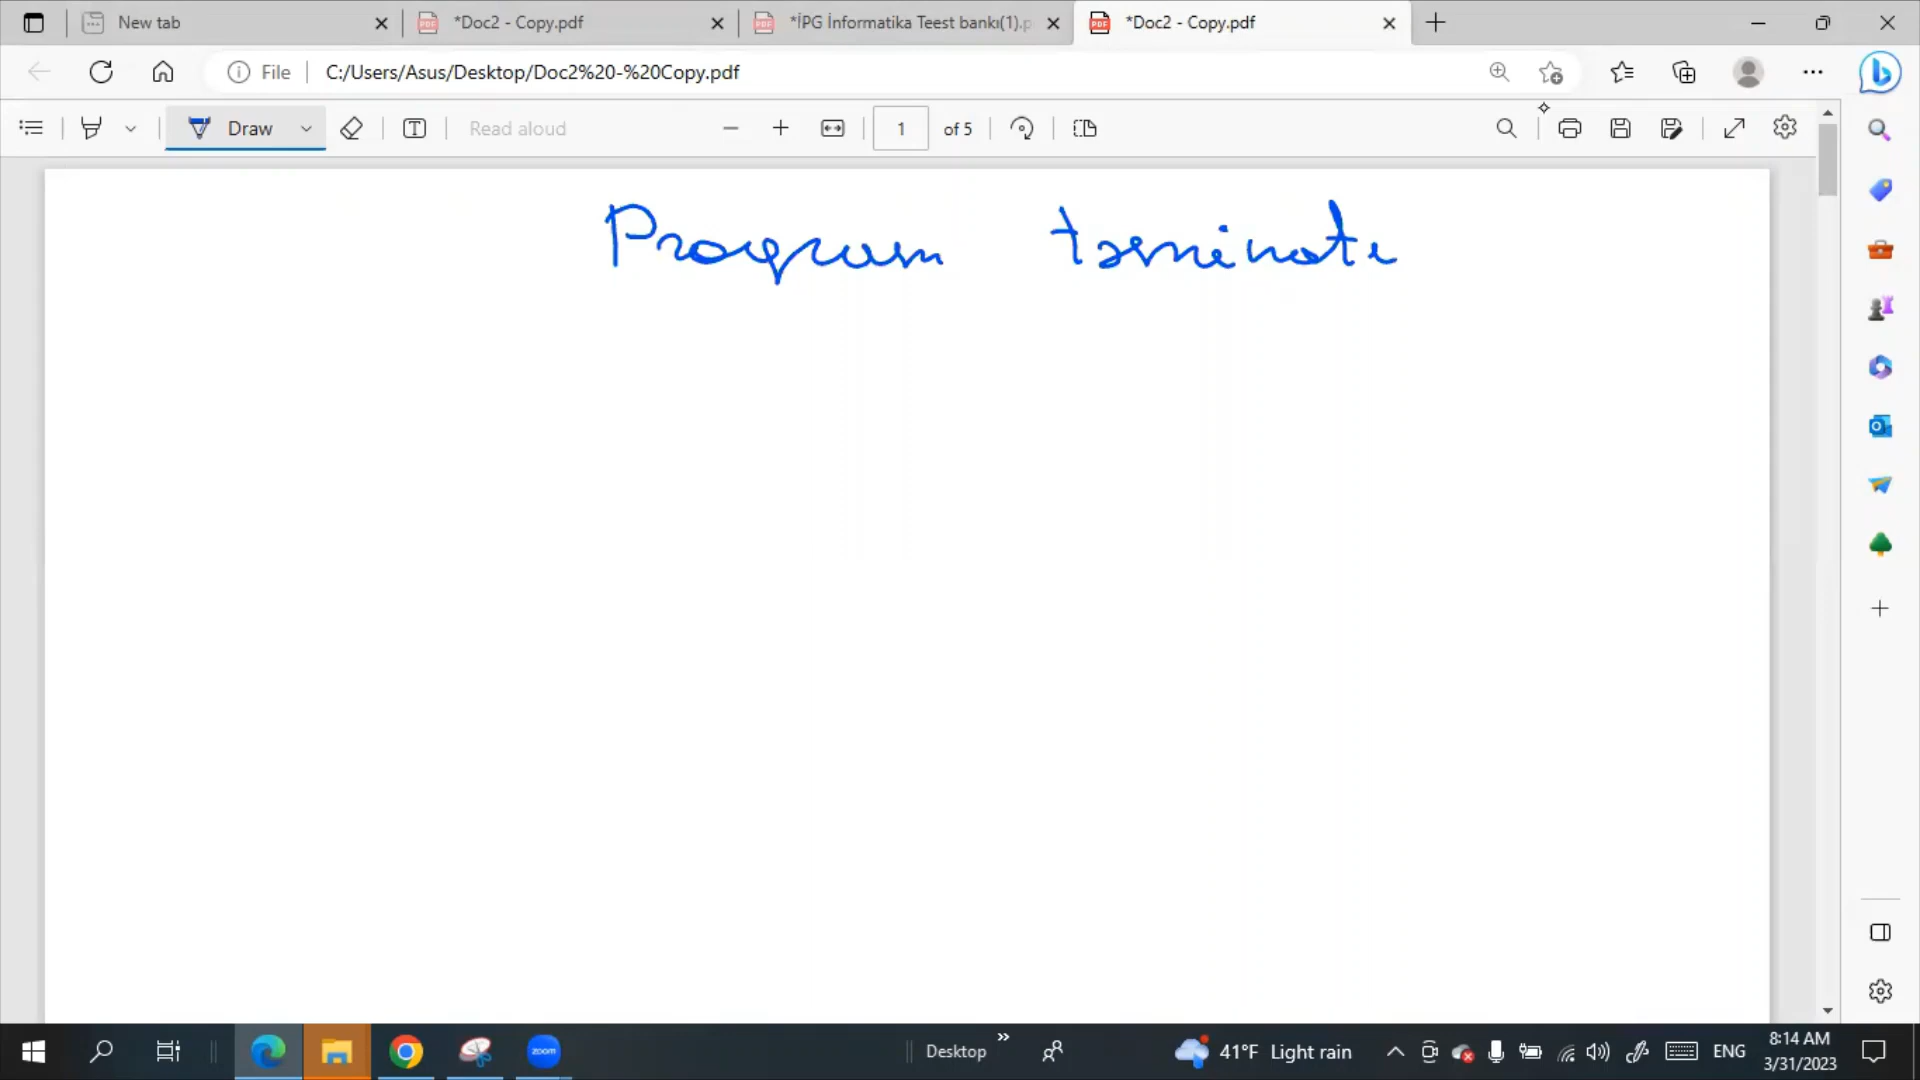 New tab *Doc2 - Copy.pdf *İPG İnformatika Teest bankı(1).p *Doc2 - Copy.pdf
File C:/Users/Asus/Desktop/Doc2%20-%20Copy.pdf
Draw Read aloud 1 of 5
Program təminatı
zoom Desktop 41°F Light rain ENG 8:14 AM
3/31/2023